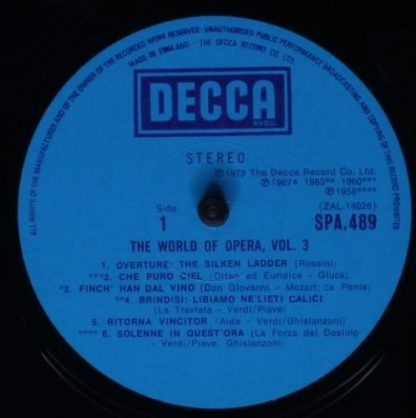 ALL RIGHTS OF THE MANUFACTURER AND OF THE OWNER OF THE RECORDED WORK RESERVED · UNAUTHORISED PUBLIC PERFORMANCE BROADCASTING AND COPYING OF THIS RECORD PROHIBITED
MADE IN ENGLAND · THE DECCA RECORD CO. LTD.
DECCA
REGD.
STEREO
℗ 1973 The Decca Record Co. Ltd.
℗ 1967* 1963** 1960***
℗ 1958****
Side
1
(ZAL.14028)
SPA.489
THE WORLD OF OPERA, VOL. 3
1. OVERTURE: THE SILKEN LADDER (Rossini)
***2. CHE PURO CIEL (Orfeo ed Euridice - Gluck)
*3. FINCH' HAN DAL VINO (Don Giovanni - Mozart; da Ponte)
**4. BRINDISI: LIBIAMO NE'LIETI CALICI
(La Traviata - Verdi/Piave)
5. RITORNA VINCITOR (Aida - Verdi/Ghislanzoni)
****6. SOLENNE IN QUEST'ORA (La Forza del Destino
- Verdi/Piave, Ghislanzoni)